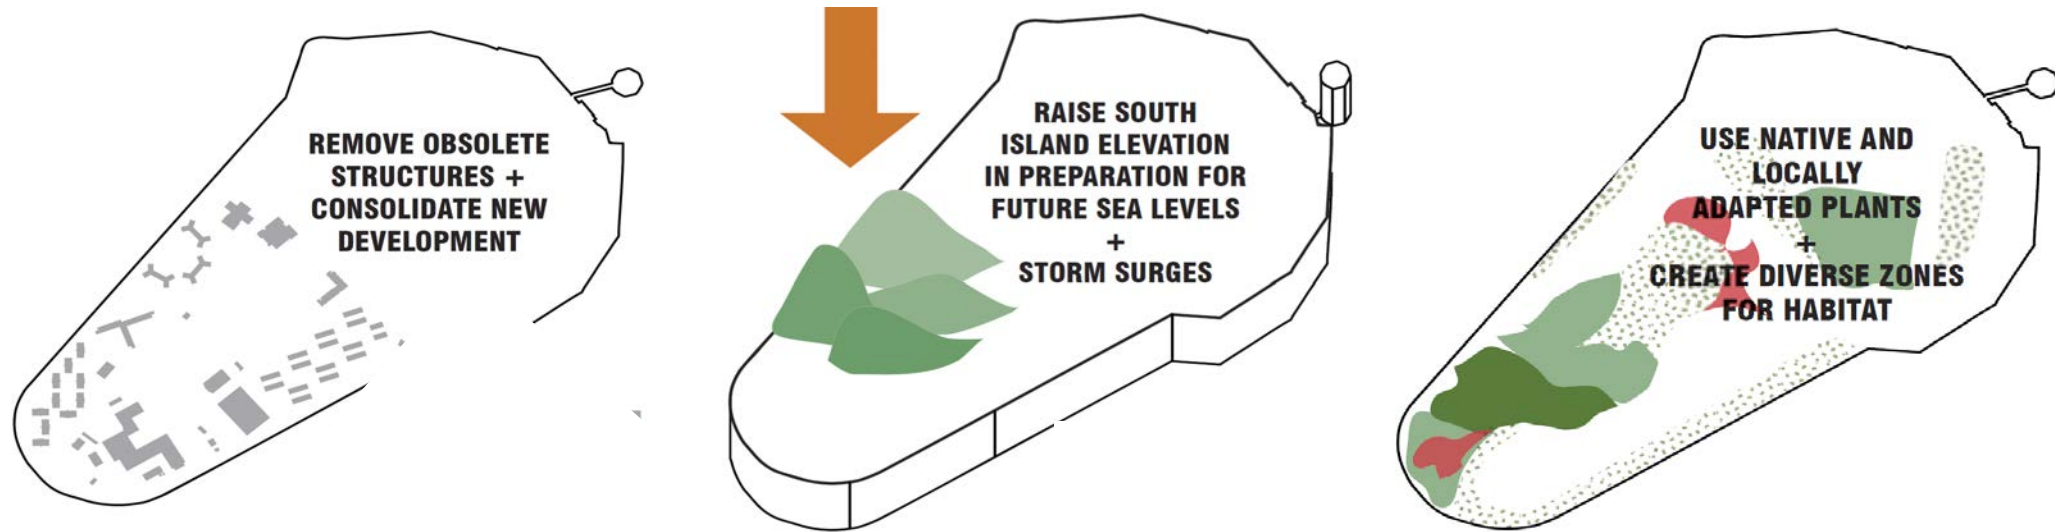 REMOVE OBSOLETE
STRUCTURES +
CONSOLIDATE NEW
DEVELOPMENT
RAISE SOUTH
ISLAND ELEVATION
IN PREPARATION FOR
FUTURE SEA LEVELS
+
STORM SURGES
USE NATIVE AND
LOCALLY
ADAPTED PLANTS
+
CREATE DIVERSE ZONES
FOR HABITAT